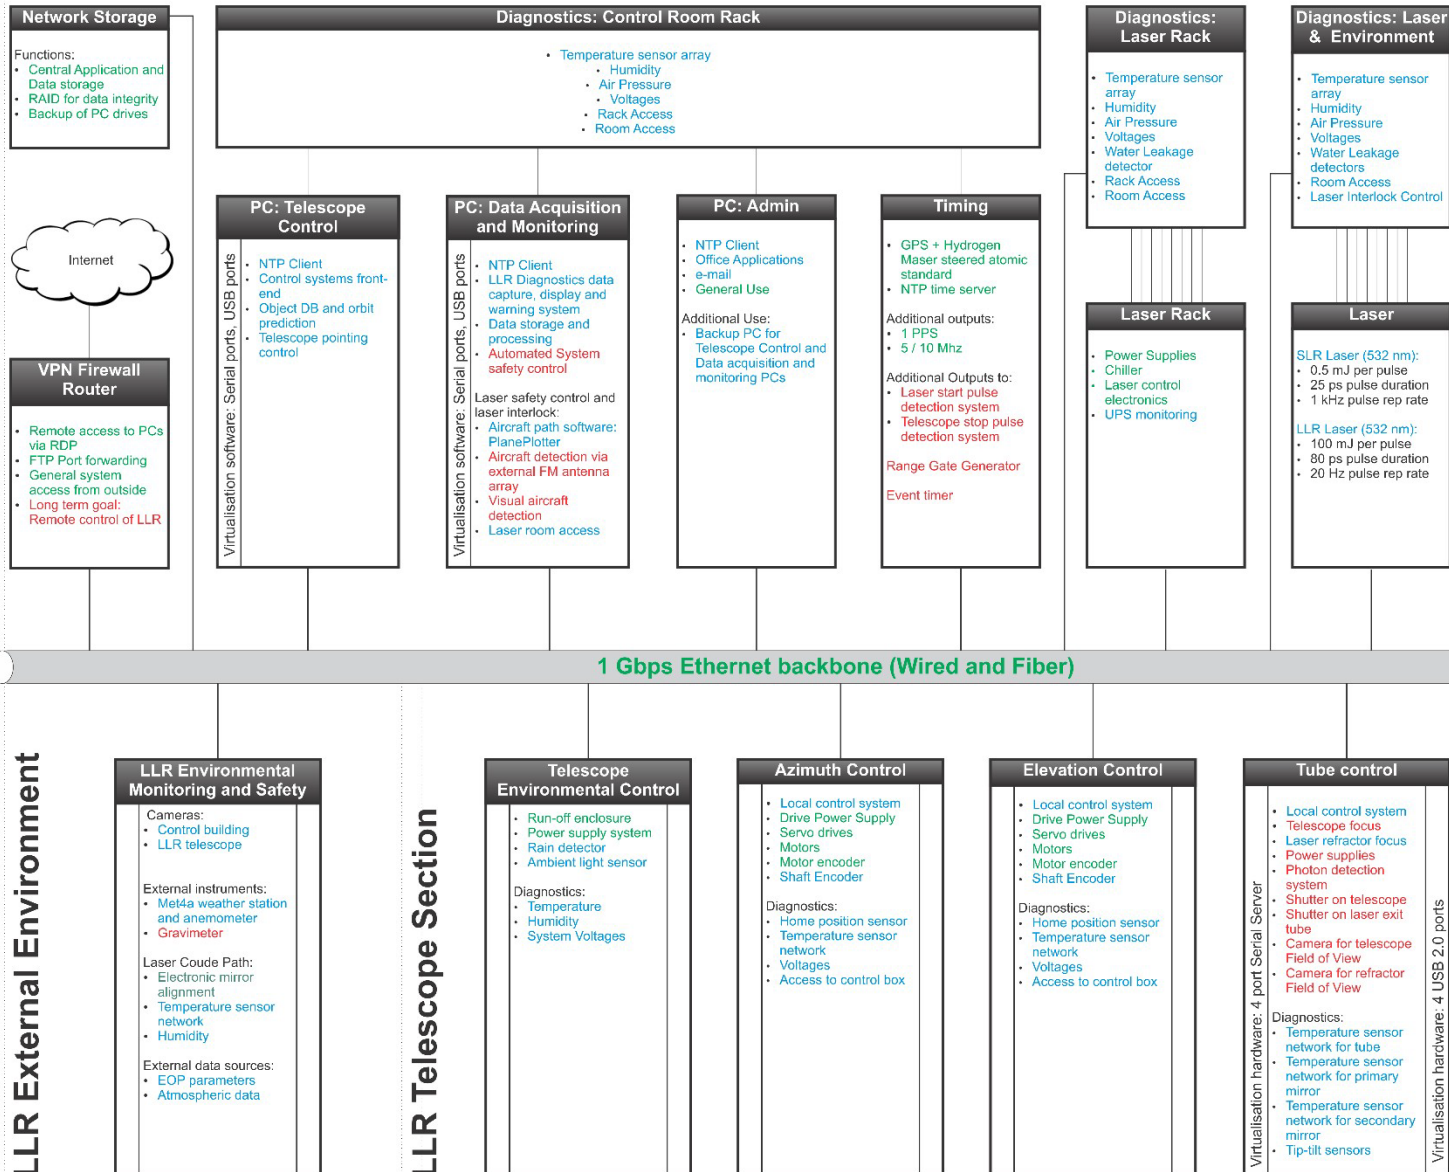 Network Storage
Functions:
• Central Application and
Data storage
• RAID for data integrity
• Backup of PC drives
Diagnostics: Control Room Rack
• Temperature sensor array
• Humidity
• Air Pressure
• Voltages
• Rack Access
• Room Access
Diagnostics:
Laser Rack
• Temperature sensor
array
• Humidity
• Air Pressure
• Voltages
• Water Leakage
detector
• Rack Access
• Room Access
Diagnostics: Laser
& Environment
• Temperature sensor
array
• Humidity
• Air Pressure
• Voltages
• Water Leakage
detectors
• Room Access
• Laser Interlock Control
Internet
VPN Firewall
Router
• Remote access to PCs
via RDP
• FTP Port forwarding
• General system
access from outside
• Long term goal:
Remote control of LLR
PC: Telescope
Control
Virtualisation software: Serial ports, USB ports
• NTP Client
• Control systems front-
end
• Object DB and orbit
prediction
• Telescope pointing
control
PC: Data Acquisition
and Monitoring
Virtualisation software: Serial ports, USB ports
• NTP Client
• LLR Diagnostics data
capture, display and
warning system
• Data storage and
processing
• Automated System
safety control
Laser safety control and
laser interlock:
• Aircraft path software:
PlanePlotter
• Aircraft detection via
external FM antenna
array
• Visual aircraft
detection
• Laser room access
PC: Admin
• NTP Client
• Office Applications
• e-mail
• General Use
Additional Use:
• Backup PC for
Telescope Control and
Data acquisition and
monitoring PCs
Timing
• GPS + Hydrogen
Maser steered atomic
standard
• NTP time server
Additional outputs:
• 1 PPS
• 5 / 10 Mhz
Additional Outputs to:
• Laser start pulse
detection system
• Telescope stop pulse
detection system
Range Gate Generator
Event timer
Laser Rack
• Power Supplies
• Chiller
• Laser control
electronics
• UPS monitoring
Laser
SLR Laser (532 nm):
• 0.5 mJ per pulse
• 25 ps pulse duration
• 1 kHz pulse rep rate
LLR Laser (532 nm):
• 100 mJ per pulse
• 80 ps pulse duration
• 20 Hz pulse rep rate
1 Gbps Ethernet backbone (Wired and Fiber)
LLR External Environment
LLR Environmental
Monitoring and Safety
Cameras:
• Control building
• LLR telescope
External instruments:
• Met4a weather station
and anemometer
• Gravimeter
Laser Coude Path:
• Electronic mirror
alignment
• Temperature sensor
network
• Humidity
External data sources:
• EOP parameters
• Atmospheric data
LLR Telescope Section
Telescope
Environmental Control
• Run-off enclosure
• Power supply system
• Rain detector
• Ambient light sensor
Diagnostics:
• Temperature
• Humidity
• System Voltages
Azimuth Control
• Local control system
• Drive Power Supply
• Servo drives
• Motors
• Motor encoder
• Shaft Encoder
Diagnostics:
• Home position sensor
• Temperature sensor
network
• Voltages
• Access to control box
Elevation Control
• Local control system
• Drive Power Supply
• Servo drives
• Motors
• Motor encoder
• Shaft Encoder
Diagnostics:
• Home position sensor
• Temperature sensor
network
• Voltages
• Access to control box
Tube control
Virtualisation hardware: 4 port Serial Server
• Local control system
• Telescope focus
• Laser refractor focus
• Power supplies
• Photon detection
system
• Shutter on telescope
• Shutter on laser exit
tube
• Camera for telescope
Field of View
• Camera for refractor
Field of View
Diagnostics:
• Temperature sensor
network for tube
• Temperature sensor
network for primary
mirror
• Temperature sensor
network for secondary
mirror
• Tip-tilt sensors
Virtualisation hardware: 4 USB 2.0 ports